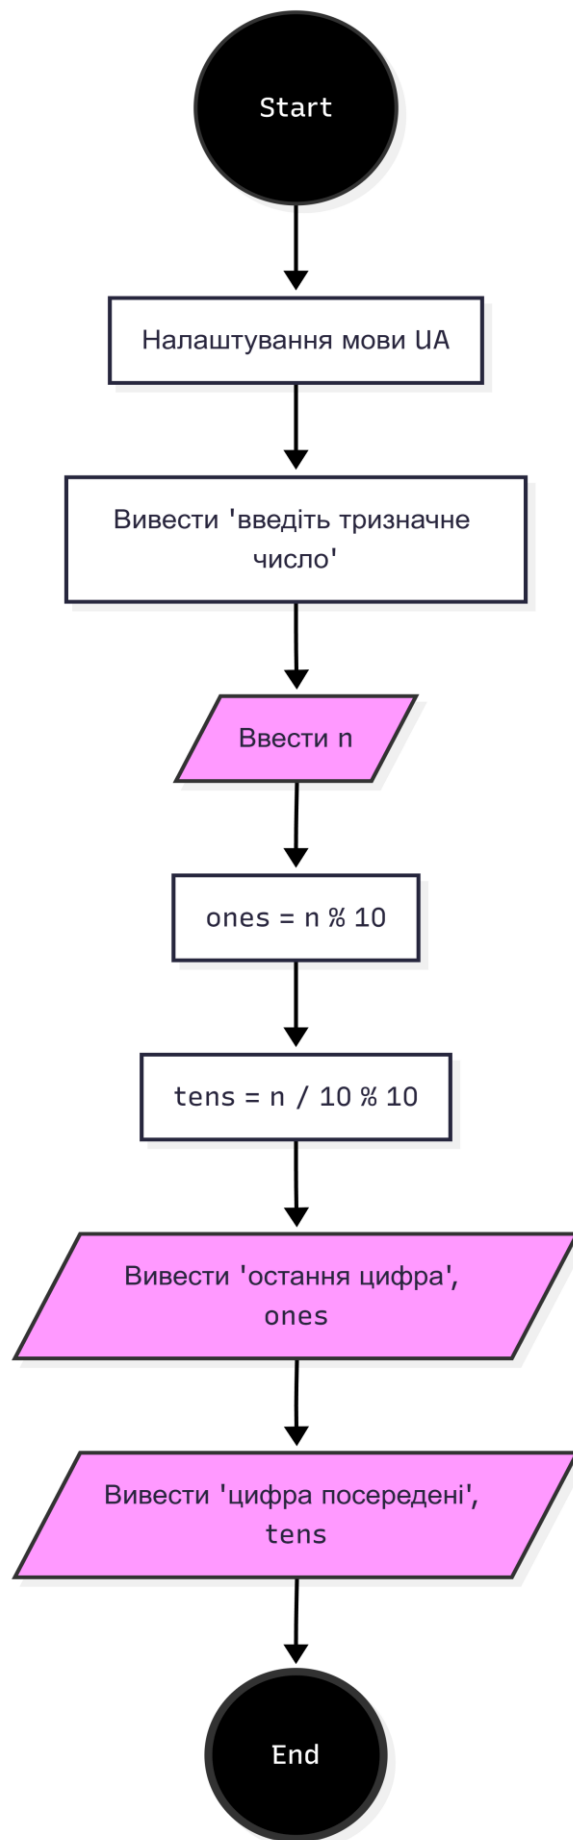 Start
Налаштування мови UA
Вивести 'введіть тризначне
число'
Ввести n
ones = n % 10
tens = n / 10 % 10
Вивести 'остання цифра',
ones
Вивести 'цифра посередені',
tens
End